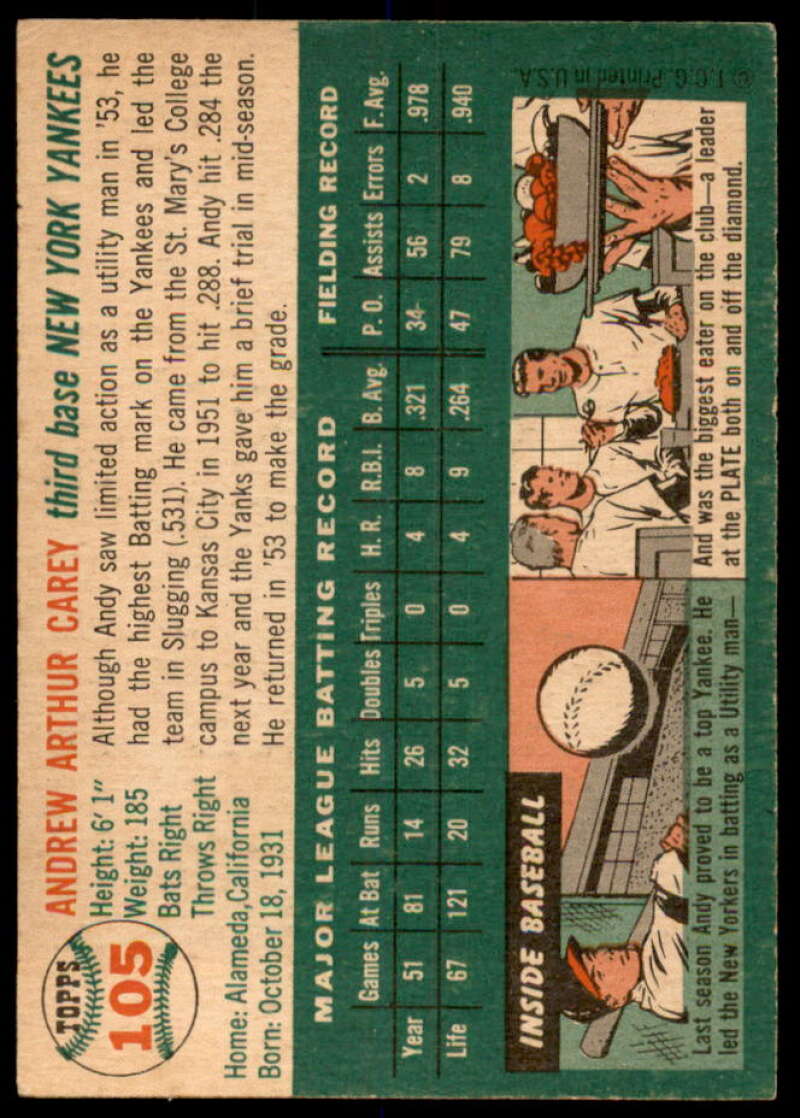 TOPPS
105
ANDREW ARTHUR CAREY third base NEW YORK YANKEES
Height: 6' 1"
Weight: 185
Bats Right
Throws Right
Home: Alameda, California
Born: October 18, 1931
Although Andy saw limited action as a utility man in '53, he
had the highest Batting mark on the Yankees and led the
team in Slugging (.531). He came from the St. Mary's College
campus to Kansas City in 1951 to hit .288. Andy hit .284 the
next year and the Yanks gave him a brief trial in mid-season.
He returned in '53 to make the grade.
MAJOR LEAGUE BATTING RECORD FIELDING RECORD
Games At Bat Runs Hits Doubles Triples H. R. R.B.I. B. Avg. P. O. Assists Errors F. Avg.
Year 51 81 14 26 5 0 4 8 .321 34 56 2 .978
Life 67 121 20 32 5 0 4 9 .264 47 79 8 .940
INSIDE BASEBALL
Last season Andy proved to be a top Yankee. He
led the New Yorkers in batting as a Utility man—
And was the biggest eater on the club—a leader
at the PLATE both on and off the diamond.
© T.C.G. Printed in U.S.A.